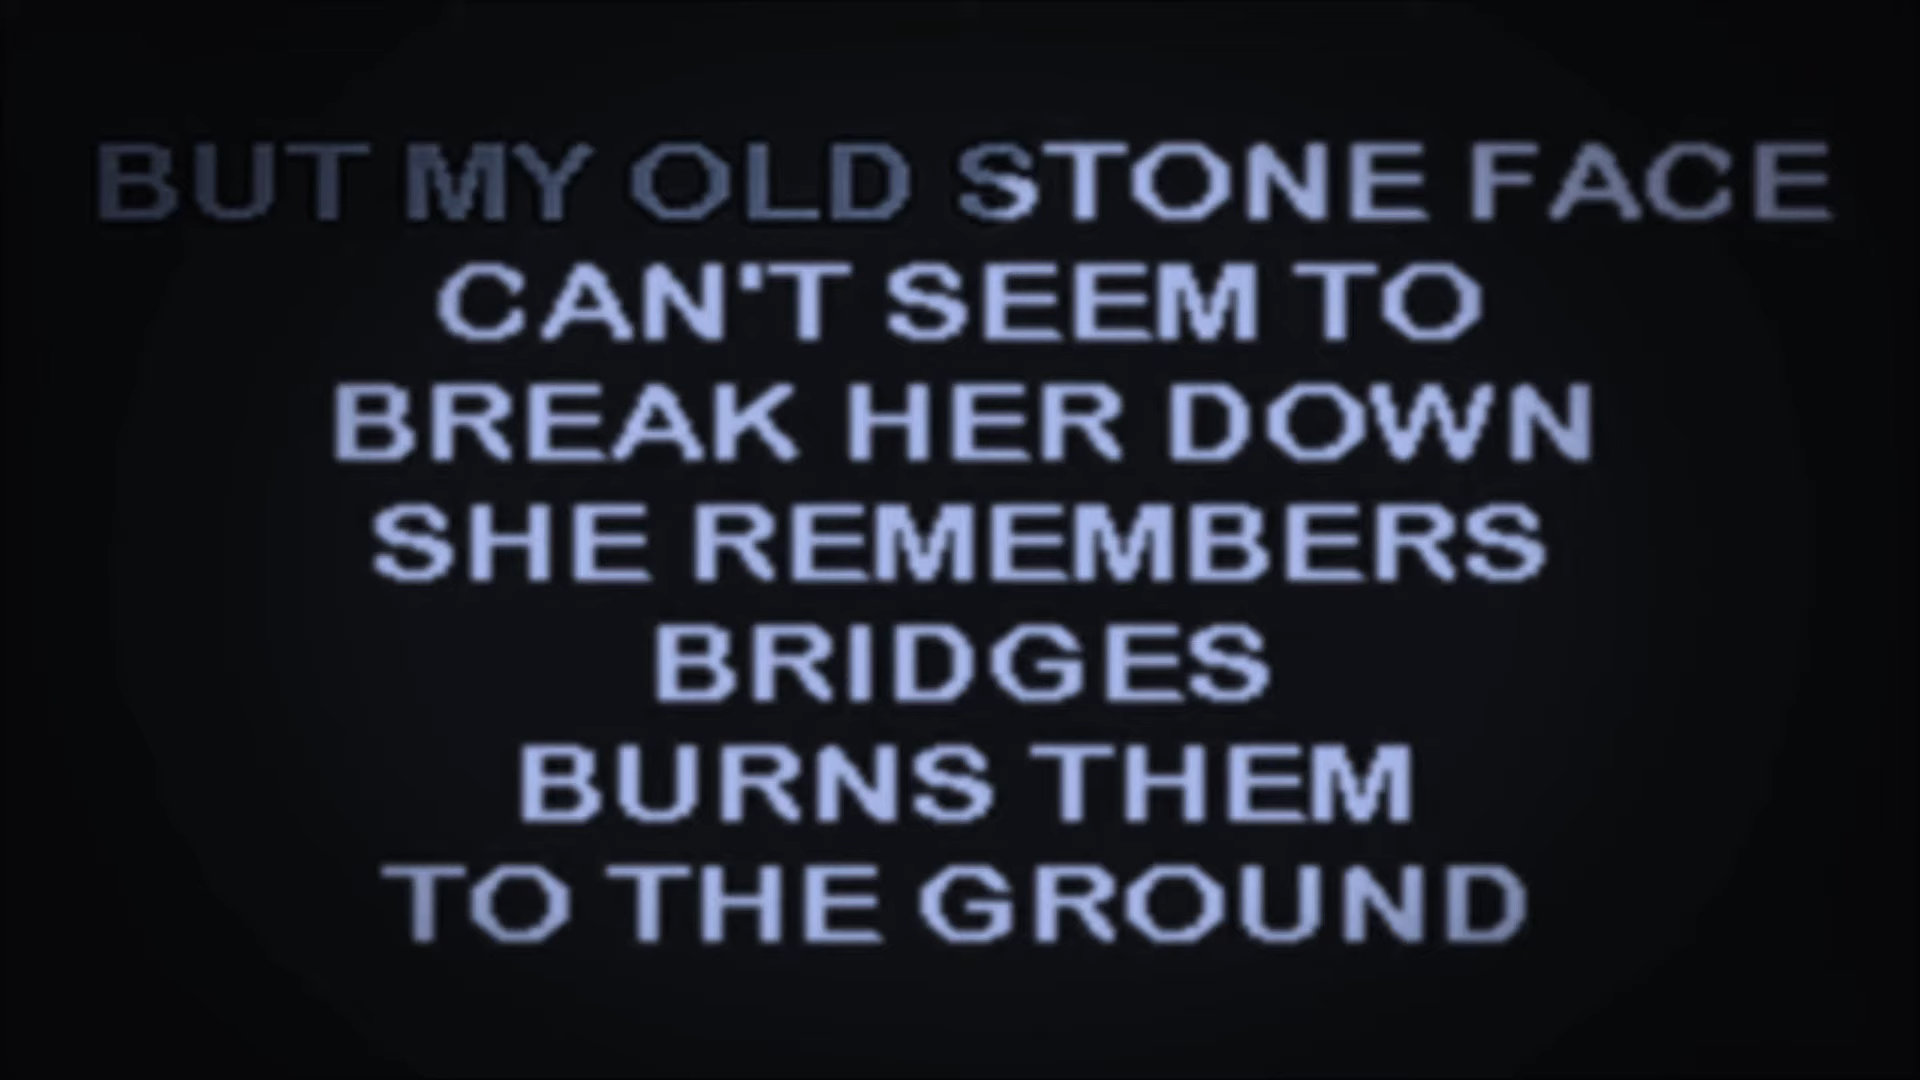 BUT MY OLD STONE FACE
CAN'T SEEM TO
BREAK HER DOWN
SHE REMEMBERS
BRIDGES
BURNS THEM
TO THE GROUND